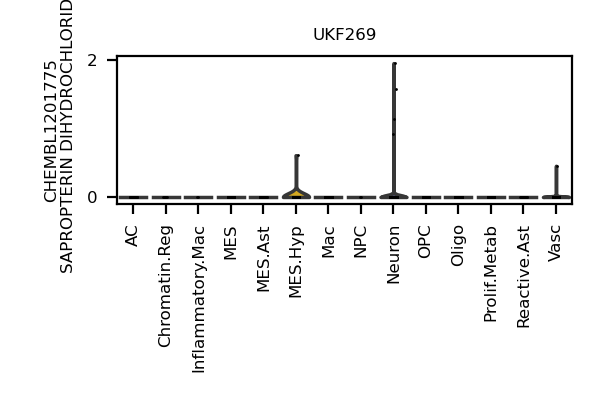 UKF269
CHEMBL1201775
SAPROPTERIN DIHYDROCHLORID
2
0
AC
Chromatin.Reg
Inflammatory.Mac
MES
MES.Ast
MES.Hyp
Mac
NPC
Neuron
OPC
Oligo
Prolif.Metab
Reactive.Ast
Vasc